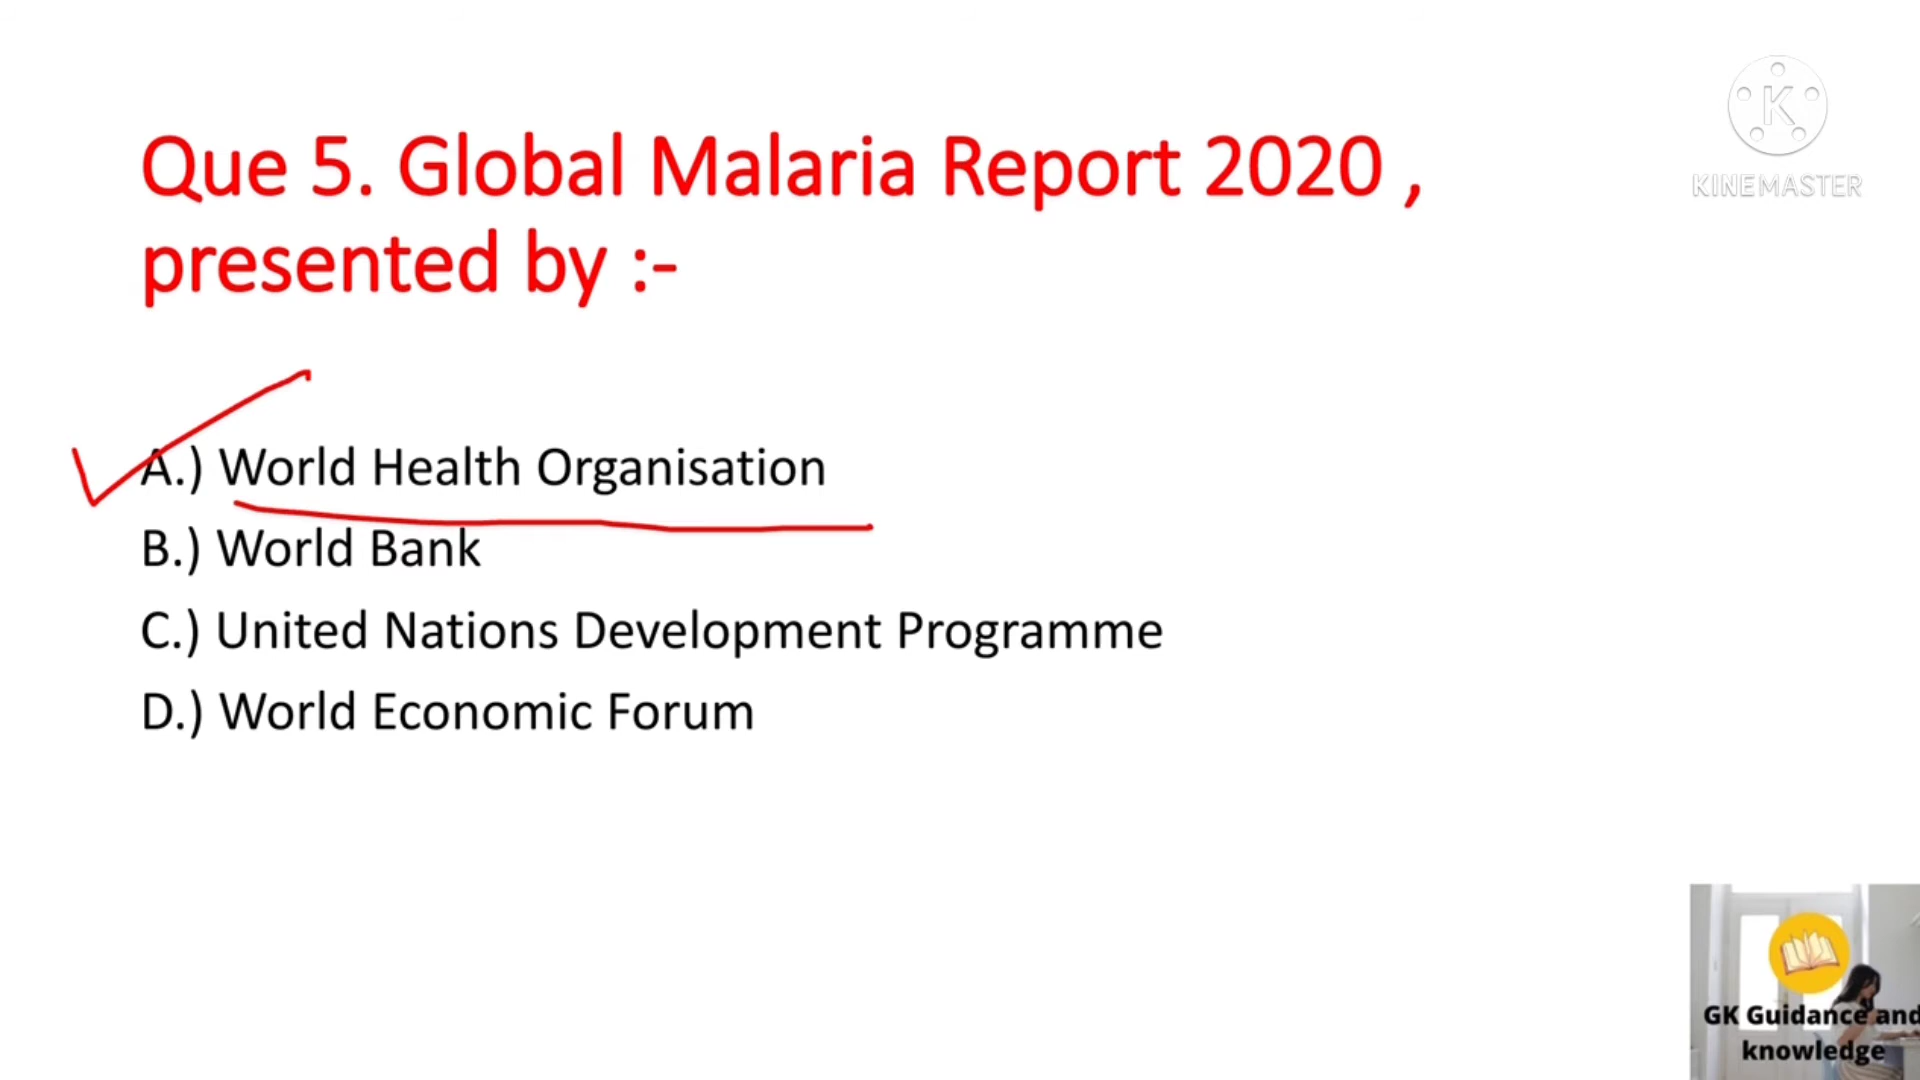 Que 5. Global Malaria Report 2020 ,
presented by :-
A.) World Health Organisation
B.) World Bank
C.) United Nations Development Programme
D.) World Economic Forum
K
KINEMASTER
GK Guidance and
knowledge